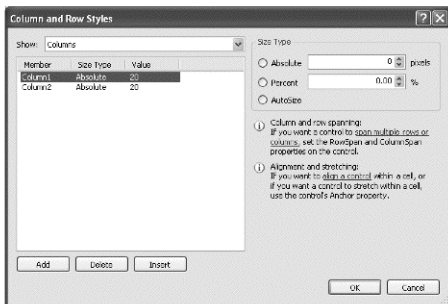 Column and Row Styles
Show: Columns
Member Size Type Value
Column1 Absolute 20
Column2 Absolute 20
Add Delete Insert
Size Type
Absolute 0 pixels
Percent 0.00 %
AutoSize
Column and row spanning:
If you want a control to span multiple rows or
columns, set the RowSpan and ColumnSpan
properties on the control.
Alignment and stretching:
If you want to align a control within a cell, or
if you want a control to stretch within a cell,
use the control's Anchor property.
OK Cancel